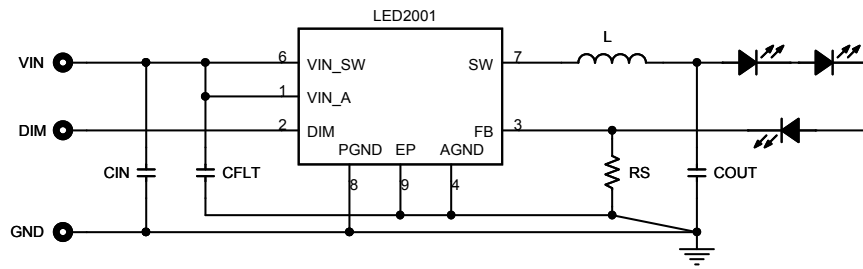 LED2001
VIN
6
VIN_SW
SW
7
L
1
VIN_A
DIM
2
DIM
FB
3
PGND
EP
AGND
CIN
CFLT
8
9
4
RS
COUT
GND